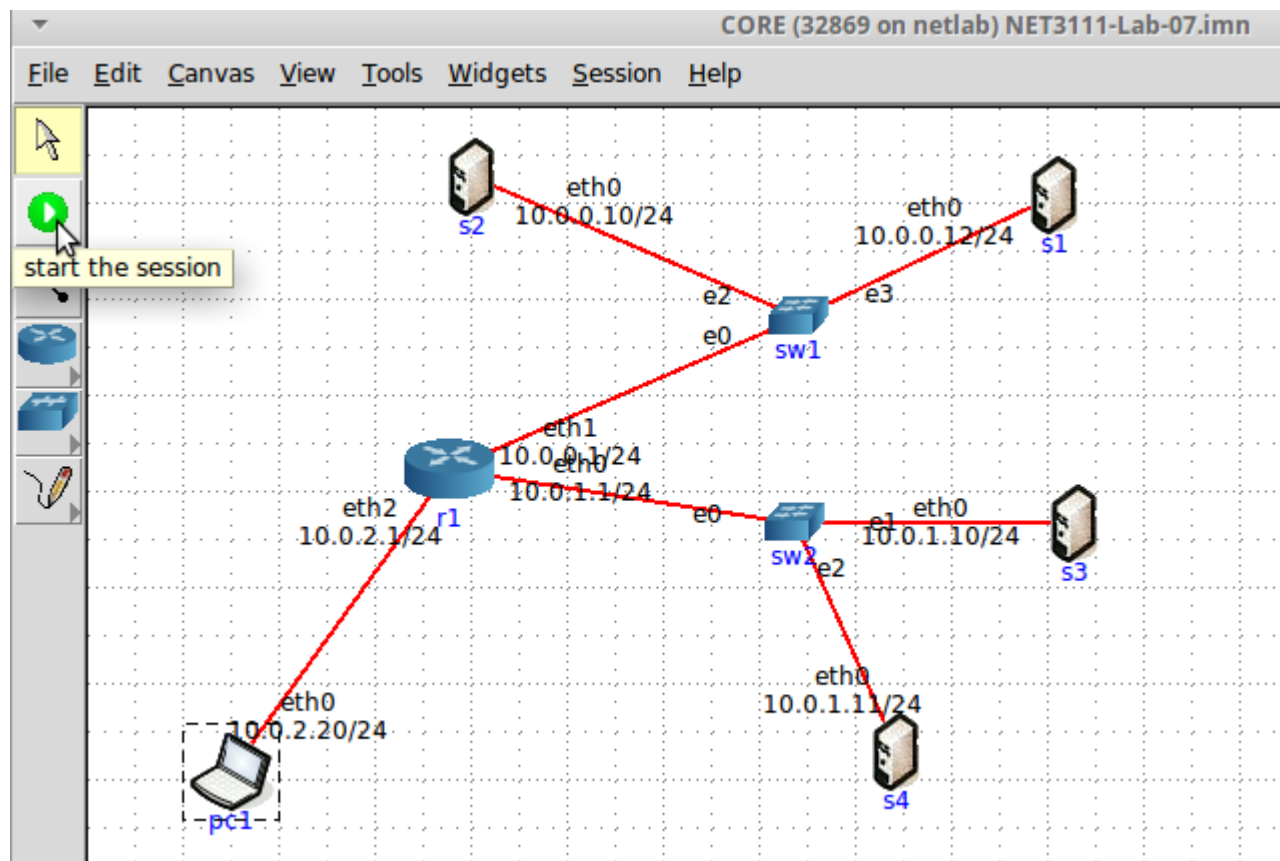 CORE (32869 on netlab) NET3111-Lab-07.imn
File Edit Canvas View Tools Widgets Session Help
start the session
eth0
10.0.0.10/24
s2
eth0
10.0.0.12/24
s1
e2
e3
e0
sw1
eth1
10.0.0.1/24
eth0
10.0.1.1/24
r1
eth2
10.0.2.1/24
e0
sw2
e1
eth0
10.0.1.10/24
s3
e2
eth0
10.0.1.11/24
s4
eth0
10.0.2.20/24
pc1